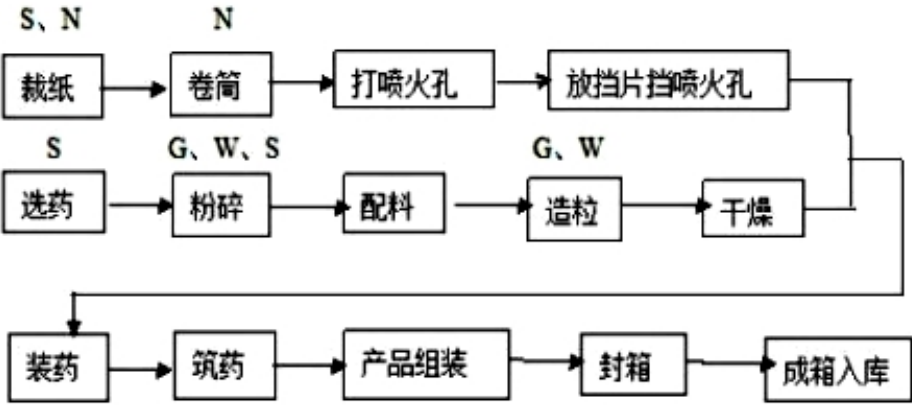 S、N N
裁纸 卷筒 打喷火孔 放挡片挡喷火孔
S G、W、S G、W
选药 粉碎 配料 造粒 干燥
装药 筑药 产品组装 封箱 成箱入库